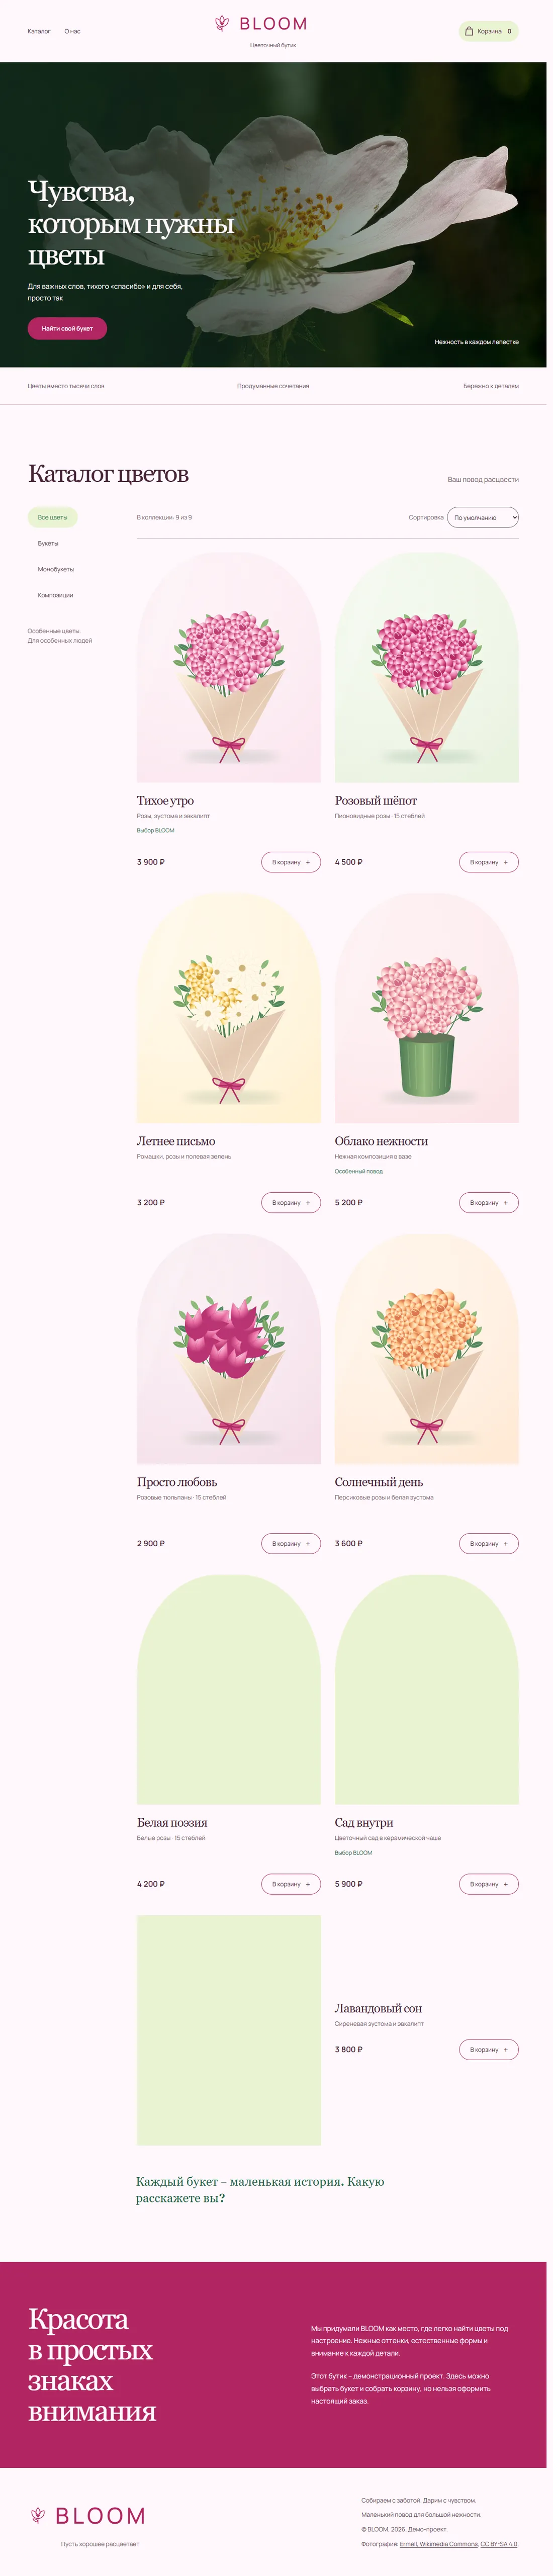 Каталог
О нас
BLOOM
Цветочный бутик
Корзина 0
Чувства,
которым нужны
цветы
Для важных слов, тихого «спасибо» и для себя,
просто так
Найти свой букет
Нежность в каждом лепестке
Цветы вместо тысячи слов
Продуманные сочетания
Бережно к деталям
Каталог цветов
Ваш повод расцвести
Все цветы
Букеты
Монобукеты
Композиции
Особенные цветы.
Для особенных людей
В коллекции: 9 из 9
Сортировка
По умолчанию
Тихое утро
Розы, эустома и эвкалипт
Выбор BLOOM
3 900 ₽
В корзину +
Розовый шёпот
Пионовидные розы · 15 стеблей
4 500 ₽
В корзину +
Летнее письмо
Ромашки, розы и полевая зелень
3 200 ₽
В корзину +
Облако нежности
Нежная композиция в вазе
Особенный повод
5 200 ₽
В корзину +
Просто любовь
Розовые тюльпаны · 15 стеблей
2 900 ₽
В корзину +
Солнечный день
Персиковые розы и белая эустома
3 600 ₽
В корзину +
Белая поэзия
Белые розы · 15 стеблей
4 200 ₽
В корзину +
Сад внутри
Цветочный сад в керамической чаше
Выбор BLOOM
5 900 ₽
В корзину +
Лавандовый сон
Сиреневая эустома и эвкалипт
3 800 ₽
В корзину +
Каждый букет – маленькая история. Какую
расскажете вы?
Красота
в простых
знаках
внимания
Мы придумали BLOOM как место, где легко найти цветы под
настроение. Нежные оттенки, естественные формы и
внимание к каждой детали.
Этот бутик – демонстрационный проект. Здесь можно
выбрать букет и собрать корзину, но нельзя оформить
настоящий заказ.
BLOOM
Пусть хорошее расцветает
Собираем с заботой. Дарим с чувством.
Маленький повод для большой нежности.
© BLOOM, 2026. Демо-проект.
Фотография: Ermell, Wikimedia Commons, CC BY-SA 4.0